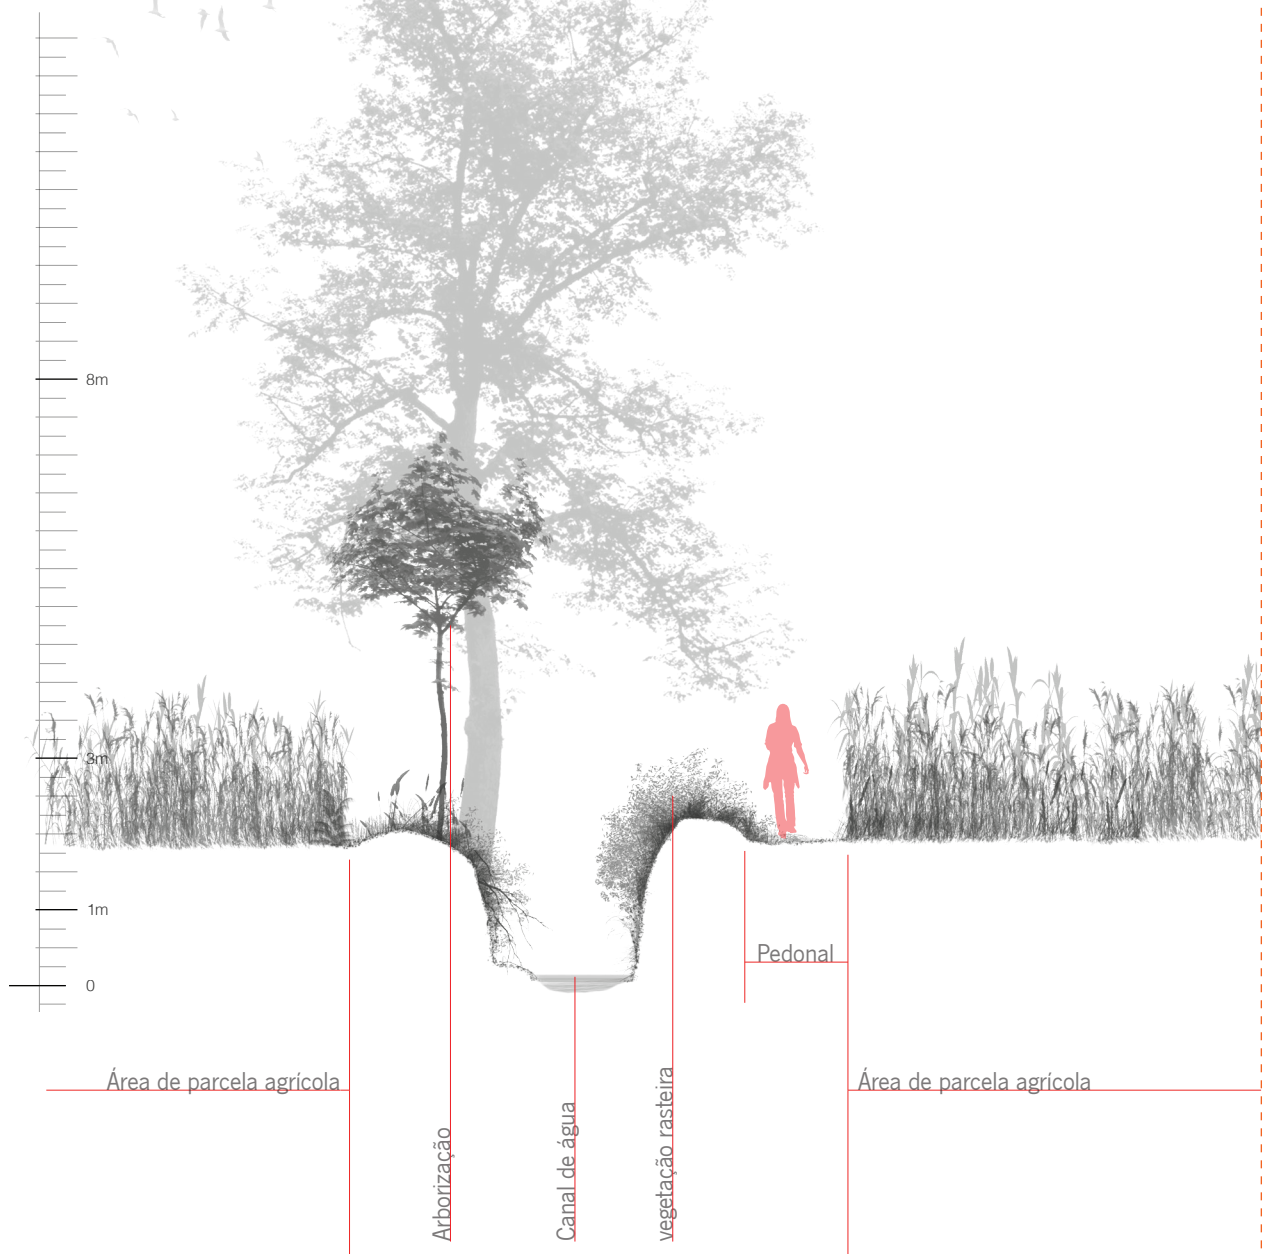 8m
3m
1m
0
Pedonal
Área de parcela agrícola
Área de parcela agrícola
Arborização
Canal de água
vegetação rasteira